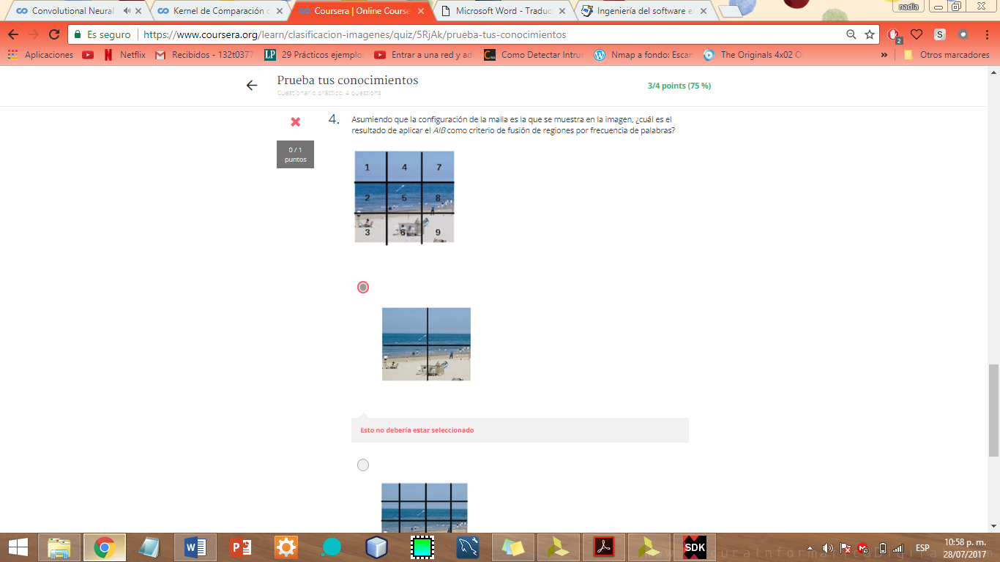 Convolutional Neural
Kernel de Comparación
Coursera | Online Course
Microsoft Word - Traduc
Ingeniería del software e
nadia
Es seguro
https://www.coursera.org/learn/clasificacion-imagenes/quiz/5RjAk/prueba-tus-conocimientos
2
Aplicaciones
Netflix
Recibidos - 132t0377
29 Prácticos ejemplo
Entrar a una red y ad
Como Detectar Intrus
Nmap a fondo: Escan
The Originals 4x02 O
»
Otros marcadores
Prueba tus conocimientos
Cuestionario práctico, 4 questions
3/4 points (75 %)
0 / 1
puntos
4.
Asumiendo que la configuración de la malla es la que se muestra en la imagen, ¿cuál es el
resultado de aplicar el AIB como criterio de fusión de regiones por frecuencia de palabras?
1 4 7
2 5 8
3 6 9
Esto no debería estar seleccionado
SDK
ESP
10:58 p. m.
28/07/2017